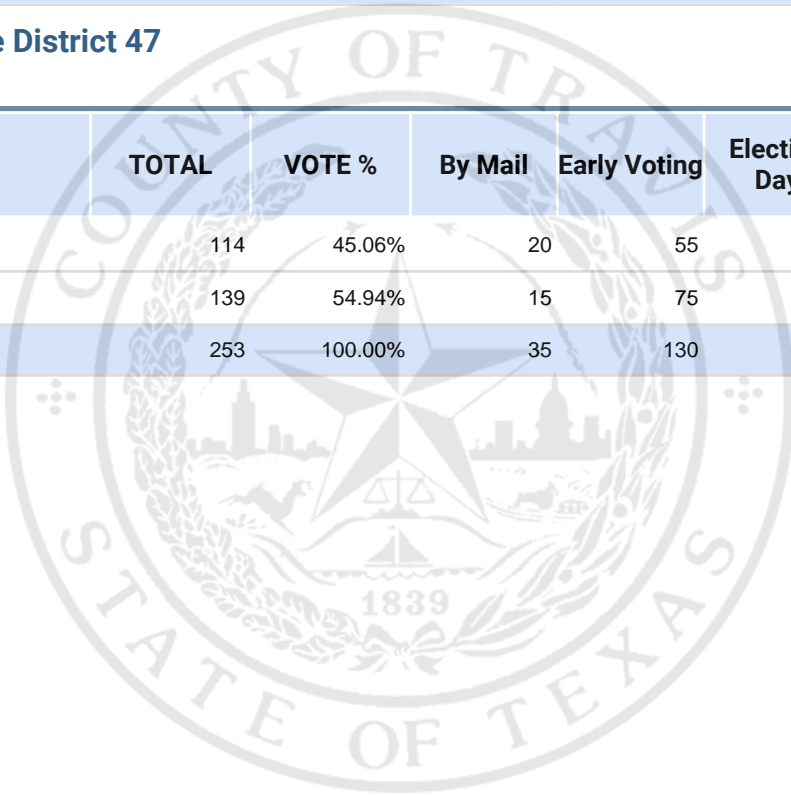 e District 47
TOTAL VOTE % By Mail Early Voting Electi
Day
114 45.06% 20 55
139 54.94% 15 75
253 100.00% 35 130
COUNTY OF TRAVIS
1839
STATE OF TEXAS